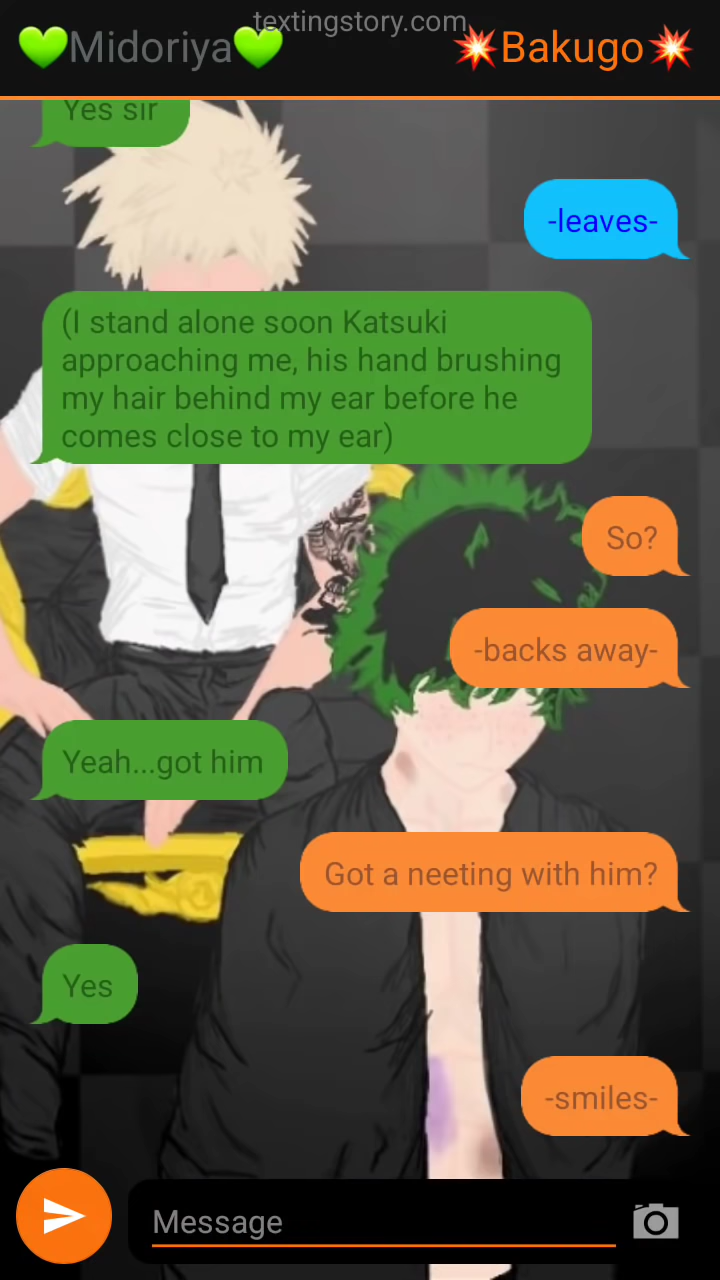 textingstory.com
💚Midoriya💚
💥Bakugo💥
Yes sir
-leaves-
(I stand alone soon Katsuki
approaching me, his hand brushing
my hair behind my ear before he
comes close to my ear)
So?
-backs away-
Yeah...got him
Got a neeting with him?
Yes
-smiles-
Message